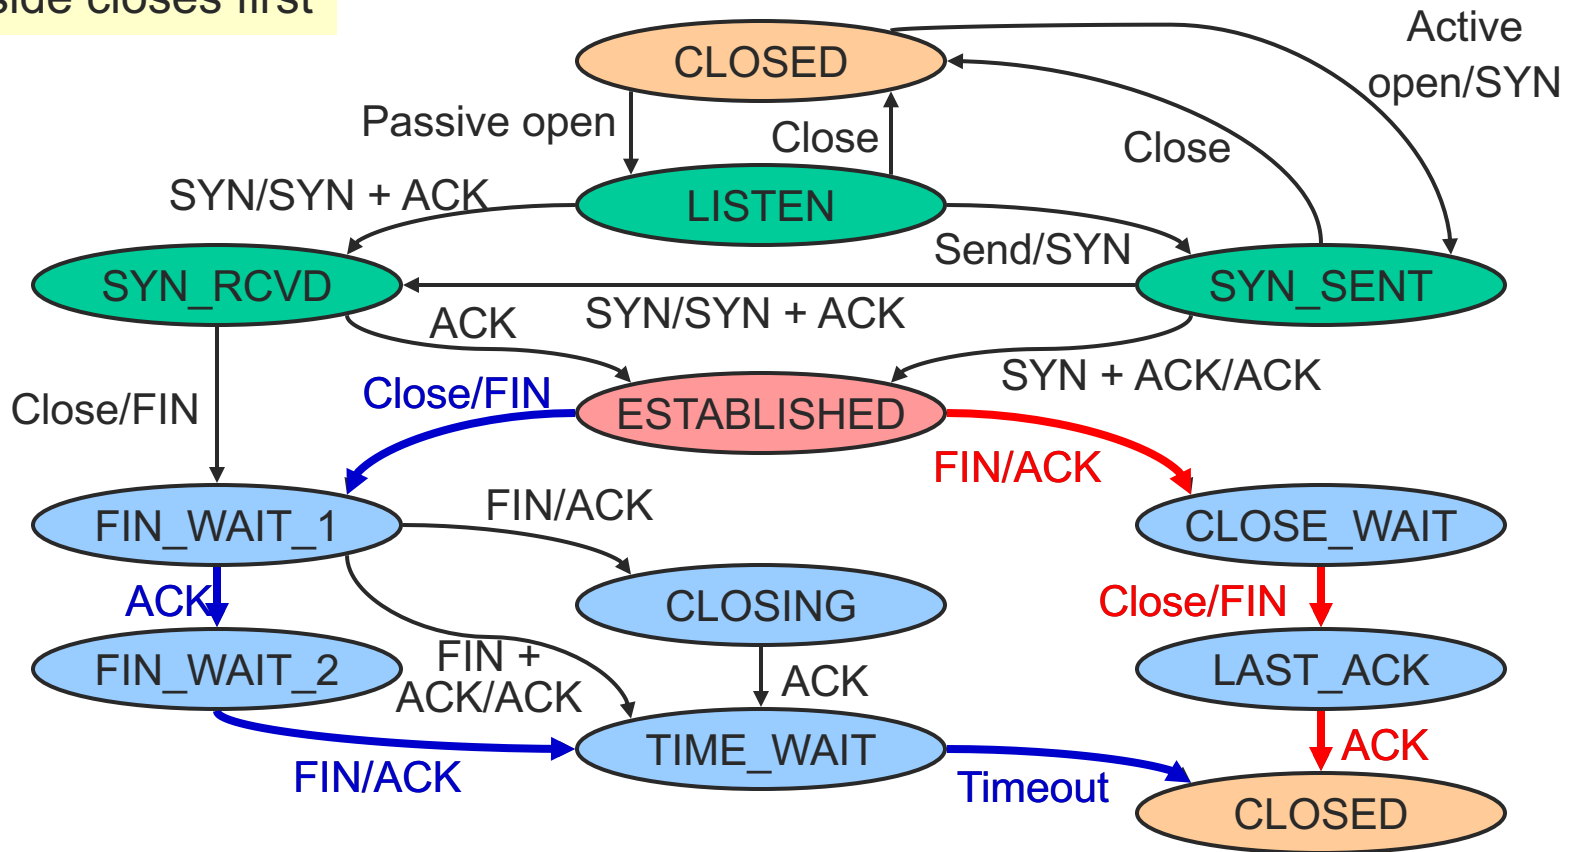 side closes first
Active
open/SYN
CLOSED
Passive open
Close
Close
SYN/SYN + ACK
LISTEN
Send/SYN
SYN_RCVD
SYN_SENT
SYN/SYN + ACK
ACK
SYN + ACK/ACK
Close/FIN
Close/FIN
ESTABLISHED
FIN/ACK
FIN/ACK
FIN_WAIT_1
CLOSE_WAIT
ACK
CLOSING
Close/FIN
FIN_WAIT_2
FIN +
ACK/ACK
ACK
LAST_ACK
FIN/ACK
TIME_WAIT
Timeout
ACK
CLOSED